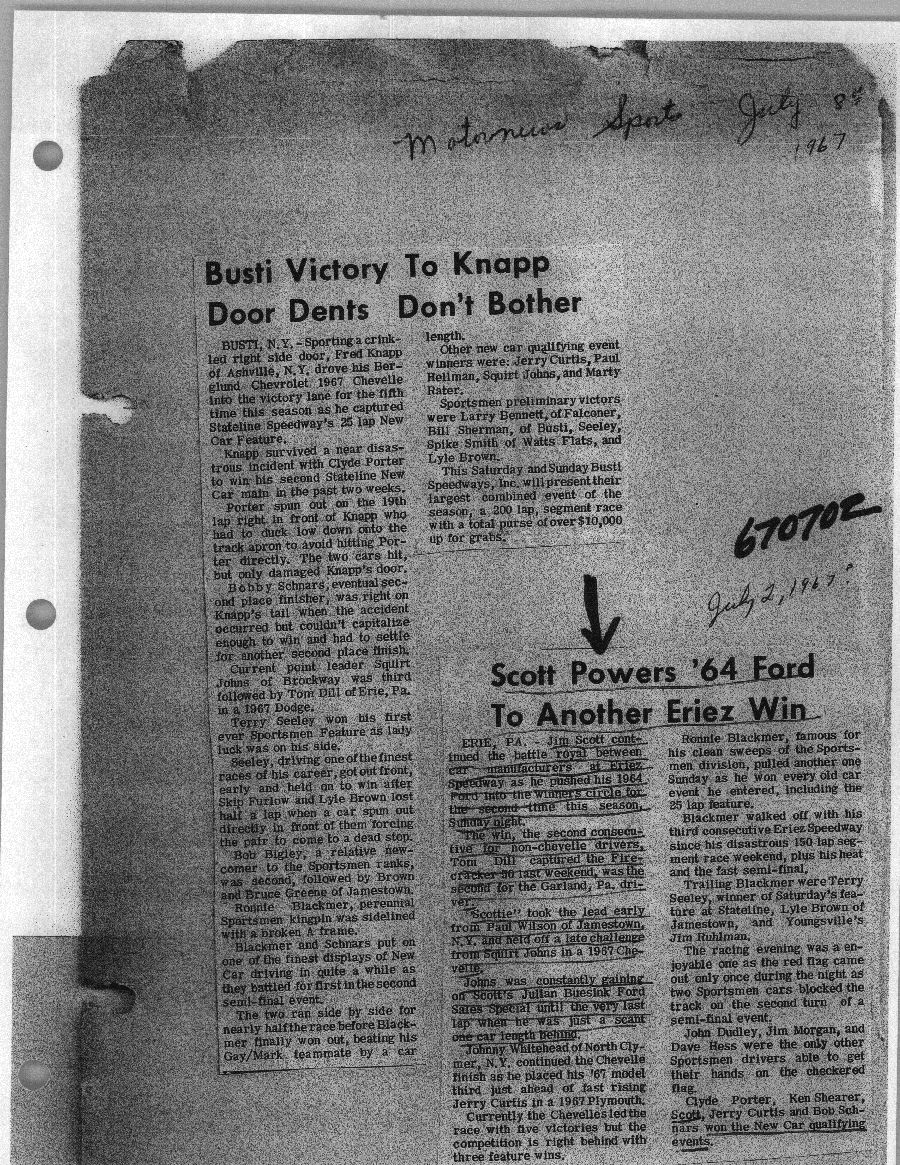 Motornews Sports July 8th
1967
Busti Victory To Knapp
Door Dents Don't Bother
BUSTI, N.Y. - Sporting a crink-
led right side door, Fred Knapp
of Ashville, N.Y. drove his Ber-
glund Chevrolet 1967 Chevelle
into the victory lane for the fifth
time this season as he captured
Stateline Speedway's 25 lap New
Car Feature.
Knapp survived a near disas-
trous incident with Clyde Porter
to win his second Stateline New
Car main in the past two weeks.
Porter spun out on the 19th
lap right in front of Knapp who
had to duck low down onto the
track apron to avoid hitting Por-
ter directly. The two cars hit,
but only damaged Knapp's door.
Bobby Schnars, eventual sec-
ond place finisher, was right on
Knapp's tail when the accident
occurred but couldn't capitalize
enough to win and had to settle
for another second place finish.
Current point leader Squirt
Johns of Brockway was third
followed by Tom Dill of Erie, Pa.
in a 1967 Dodge.
Terry Seeley won his first
ever Sportsmen Feature as lady
luck was on his side.
Seeley, driving one of the finest
races of his career, got out front,
early and held on to win after
Skip Furlow and Lyle Brown lost
half a lap when a car spun out
directly in front of them forcing
the pair to come to a dead stop.
Bob Bigley, a relative new-
comer to the Sportsmen ranks,
was second, followed by Brown
and Bruce Greene of Jamestown.
Ronnie Blackmer, perennial
Sportsmen kingpin was sidelined
with a broken A frame.
Blackmer and Schnars put on
one of the finest displays of New
Car driving in quite a while as
they battled for first in the second
semi-final event.
The two ran side by side for
nearly half the race before Black-
mer finally won out, beating his
Gay/Mark teammate by a car
length.
Other new car qualifying event
winners were: Jerry Curtis, Paul
Hellman, Squirt Johns, and Marty
Rater.
Sportsmen preliminary victors
were Larry Bennett, of Falconer,
Bill Sherman, of Busti, Seeley,
Spike Smith of Watts Flats, and
Lyle Brown.
This Saturday and Sunday Busti
Speedways, Inc. will present their
largest combined event of the
season, a 200 lap, segment race
with a total purse of over $10,000
up for grabs.
670702
July 2, 1967
Scott Powers '64 Ford
To Another Eriez Win
ERIE, PA. - Jim Scott cont-
inued the battle royal between
car manufacturers at Eriez
Speedway as he pushed his 1964
Ford into the winners circle for
the second time this season,
Sunday night.
The win, the second consecu-
tive for non-chevelle drivers,
Tom Dill captured the Fire-
cracker 50 last weekend, was the
second for the Garland, Pa. dri-
ver.
"Scottie" took the lead early
from Paul Wilson of Jamestown,
N.Y. and held off a late challenge
from Squirt Johns in a 1967 Che-
velle.
Johns was constantly gaining
on Scott's Julian Buesink Ford
Sales Special until the very last
lap when he was just a scant
one car length behind.
Johnny Whitehead of North Cly-
mer, N.Y. continued the Chevelle
finish as he placed his '67 model
third just ahead of fast rising
Jerry Curtis in a 1967 Plymouth.
Currently the Chevelles led the
race with five victories but the
competition is right behind with
three feature wins.
Ronnie Blackmer, famous for
his clean sweeps of the Sports-
men division, pulled another one
Sunday as he won every old car
event he entered, including the
25 lap feature.
Blackmer walked off with his
third consecutive Eriez Speedway
since his disastrous 150 lap seg-
ment race weekend, plus his heat
and the fast semi-final.
Trailing Blackmer were Terry
Seeley, winner of Saturday's fea-
ture at Stateline, Lyle Brown of
Jamestown, and Youngsville's
Jim Ruhlman.
The racing evening was a en-
joyable one as the red flag came
out only once during the night as
two Sportsmen cars blocked the
track on the second turn of a
semi-final event.
John Dudley, Jim Morgan, and
Dave Hess were the only other
Sportsmen drivers able to get
their hands on the checkered
flag.
Clyde Porter, Ken Shearer,
Scott, Jerry Curtis and Bob Sch-
nars won the New Car qualifying
events.